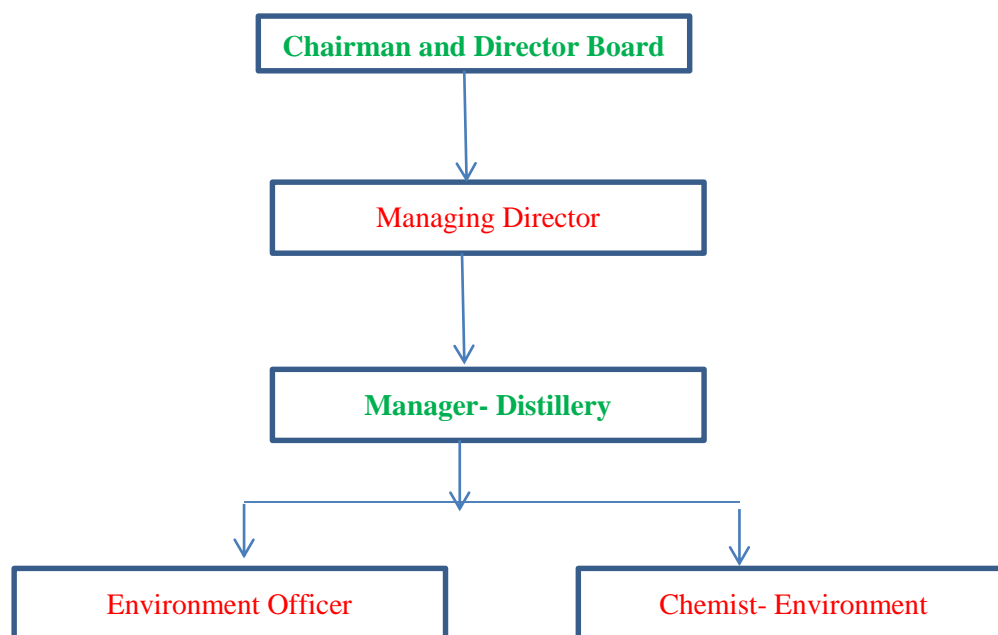 Chairman and Director Board
Managing Director
Manager- Distillery
Environment Officer
Chemist- Environment